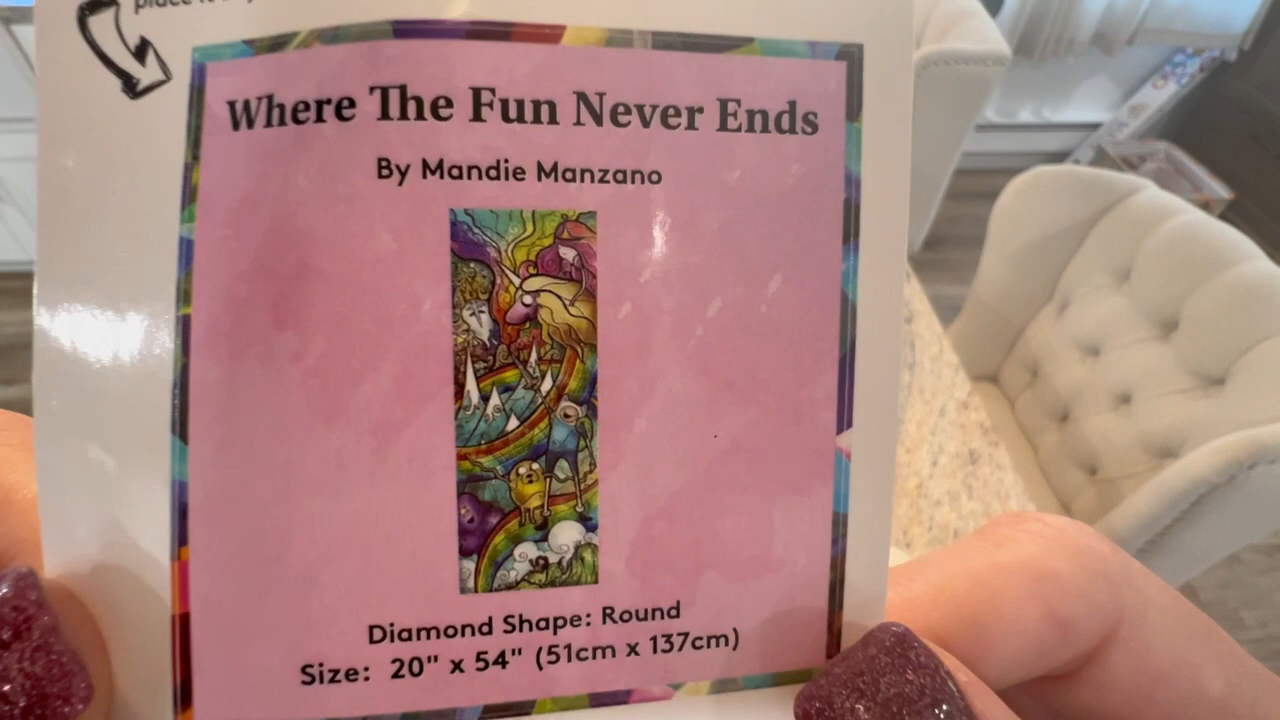 Where The Fun Never Ends
By Mandie Manzano
Diamond Shape: Round
Size: 20" x 54" (51cm x 137cm)